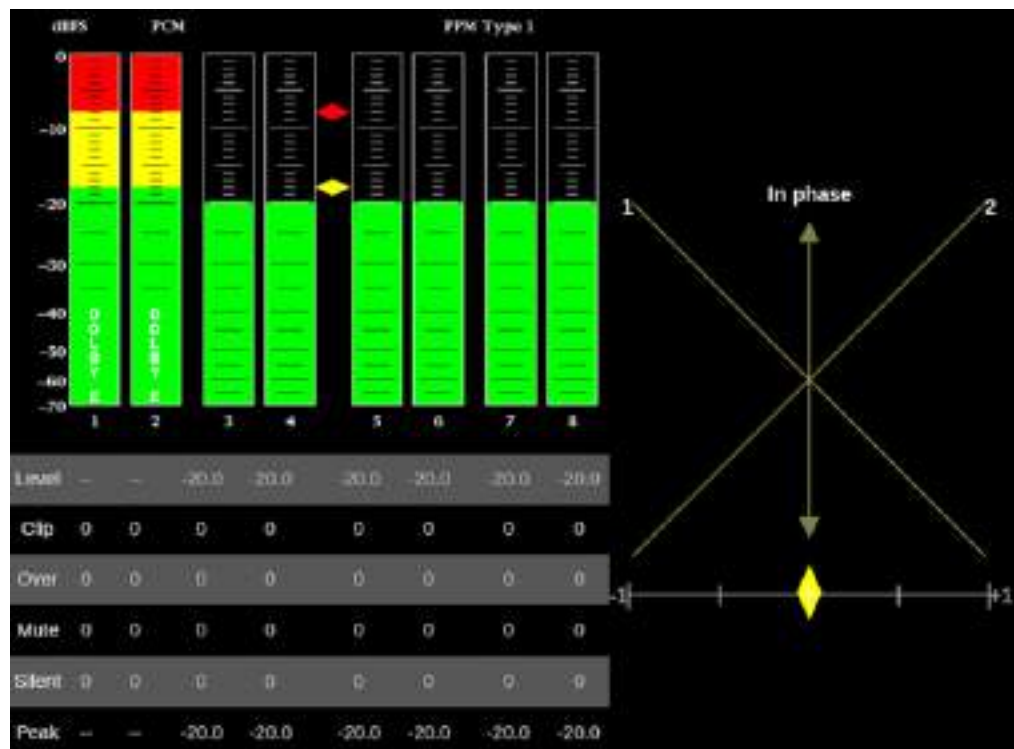 dBFS PCM PPM Type 1
0
-10
-20
-30
-40
-50
-60
-70
DOLBY E
DOLBY E
1 2 3 4 5 6 7 8
Level -- -- -20.0 -20.0 -20.0 -20.0 -20.0 -20.0
Clip 0 0 0 0 0 0 0 0
Over 0 0 0 0 0 0 0 0
Mute 0 0 0 0 0 0 0 0
Silent 0 0 0 0 0 0 0 0
Peak -- -- -20.0 -20.0 -20.0 -20.0 -20.0 -20.0
In phase
1 2
-1 +1